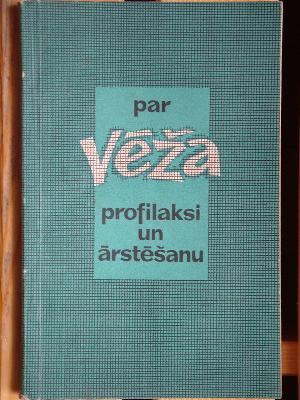 par
vēža
profilaksi
un
ārstēšanu